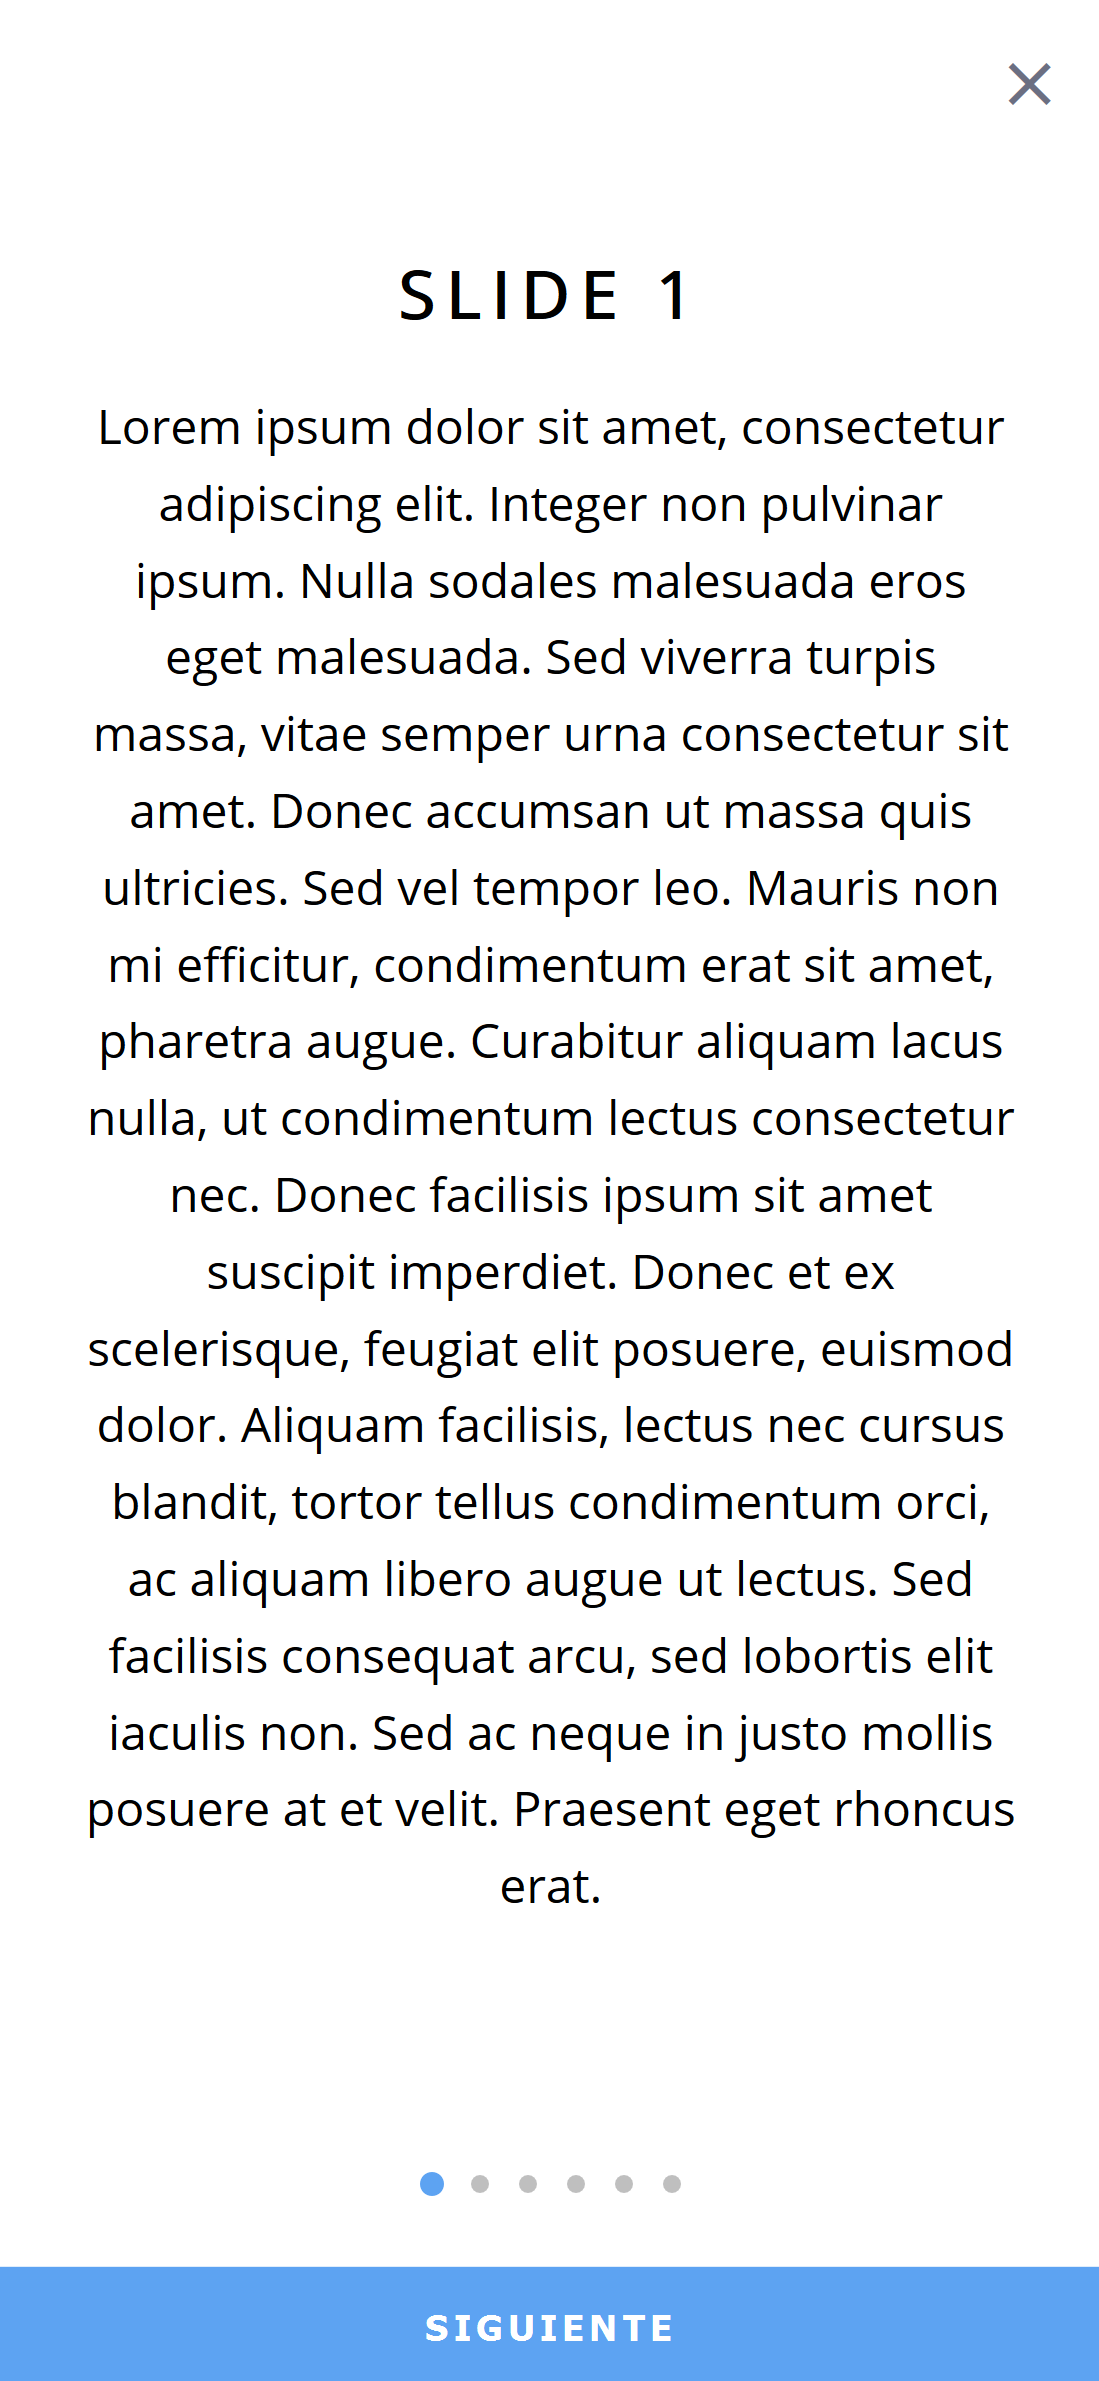 SLIDE 1
Lorem ipsum dolor sit amet, consectetur
adipiscing elit. Integer non pulvinar
ipsum. Nulla sodales malesuada eros
eget malesuada. Sed viverra turpis
massa, vitae semper urna consectetur sit
amet. Donec accumsan ut massa quis
ultricies. Sed vel tempor leo. Mauris non
mi efficitur, condimentum erat sit amet,
pharetra augue. Curabitur aliquam lacus
nulla, ut condimentum lectus consectetur
nec. Donec facilisis ipsum sit amet
suscipit imperdiet. Donec et ex
scelerisque, feugiat elit posuere, euismod
dolor. Aliquam facilisis, lectus nec cursus
blandit, tortor tellus condimentum orci,
ac aliquam libero augue ut lectus. Sed
facilisis consequat arcu, sed lobortis elit
iaculis non. Sed ac neque in justo mollis
posuere at et velit. Praesent eget rhoncus
erat.
SIGUIENTE